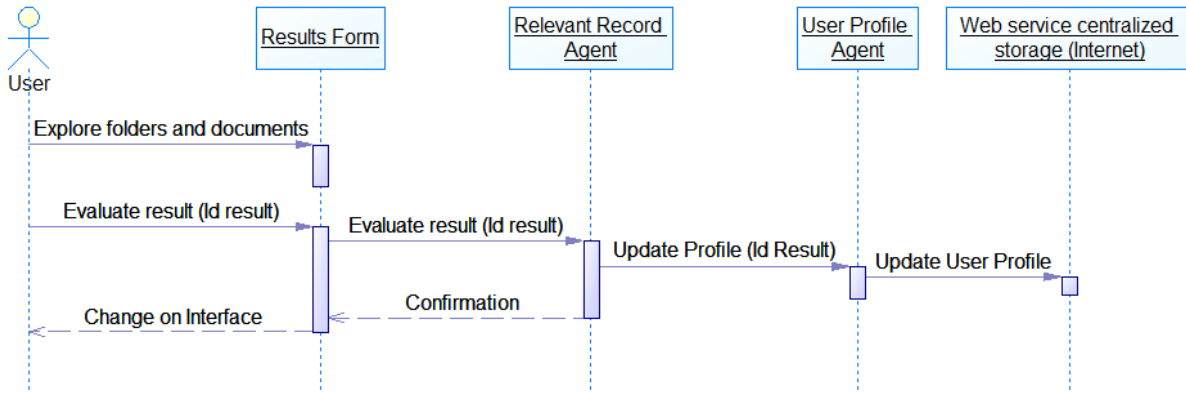 User
Results Form
Relevant Record
Agent
User Profile
Agent
Web service centralized
storage (Internet)
Explore folders and documents
Evaluate result (Id result)
Evaluate result (Id result)
Update Profile (Id Result)
Update User Profile
Confirmation
Change on Interface